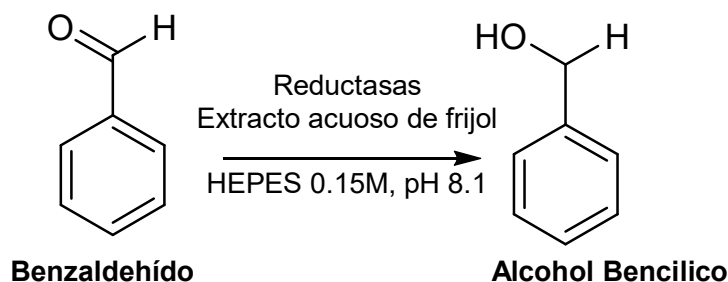 O
H
HO
H
Reductasas
Extracto acuoso de frijol
HEPES 0.15M, pH 8.1
Benzaldehído
Alcohol Bencilico